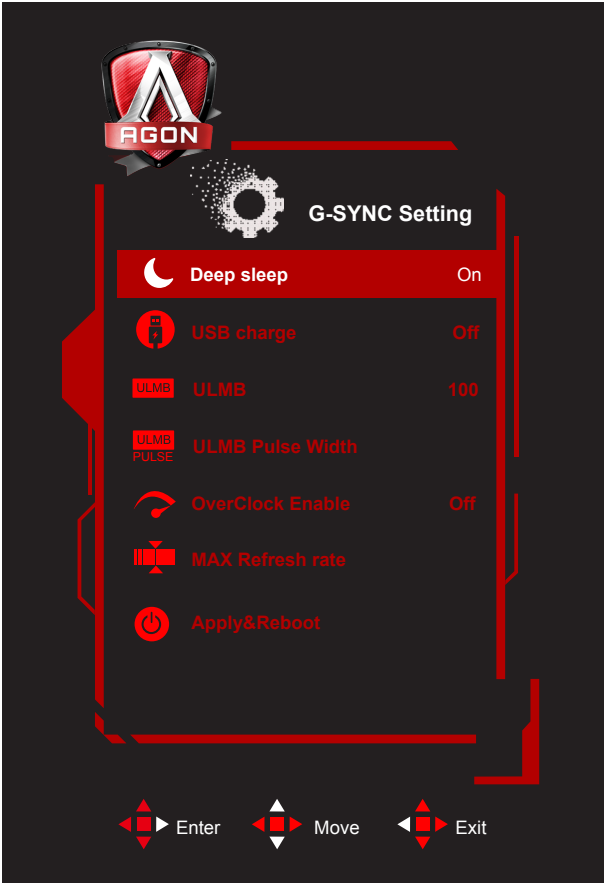 AGON
G-SYNC Setting
Deep sleep On
USB charge Off
ULMB ULMB 100
ULMB PULSE ULMB Pulse Width
OverClock Enable Off
MAX Refresh rate
Apply&Reboot
Enter Move Exit